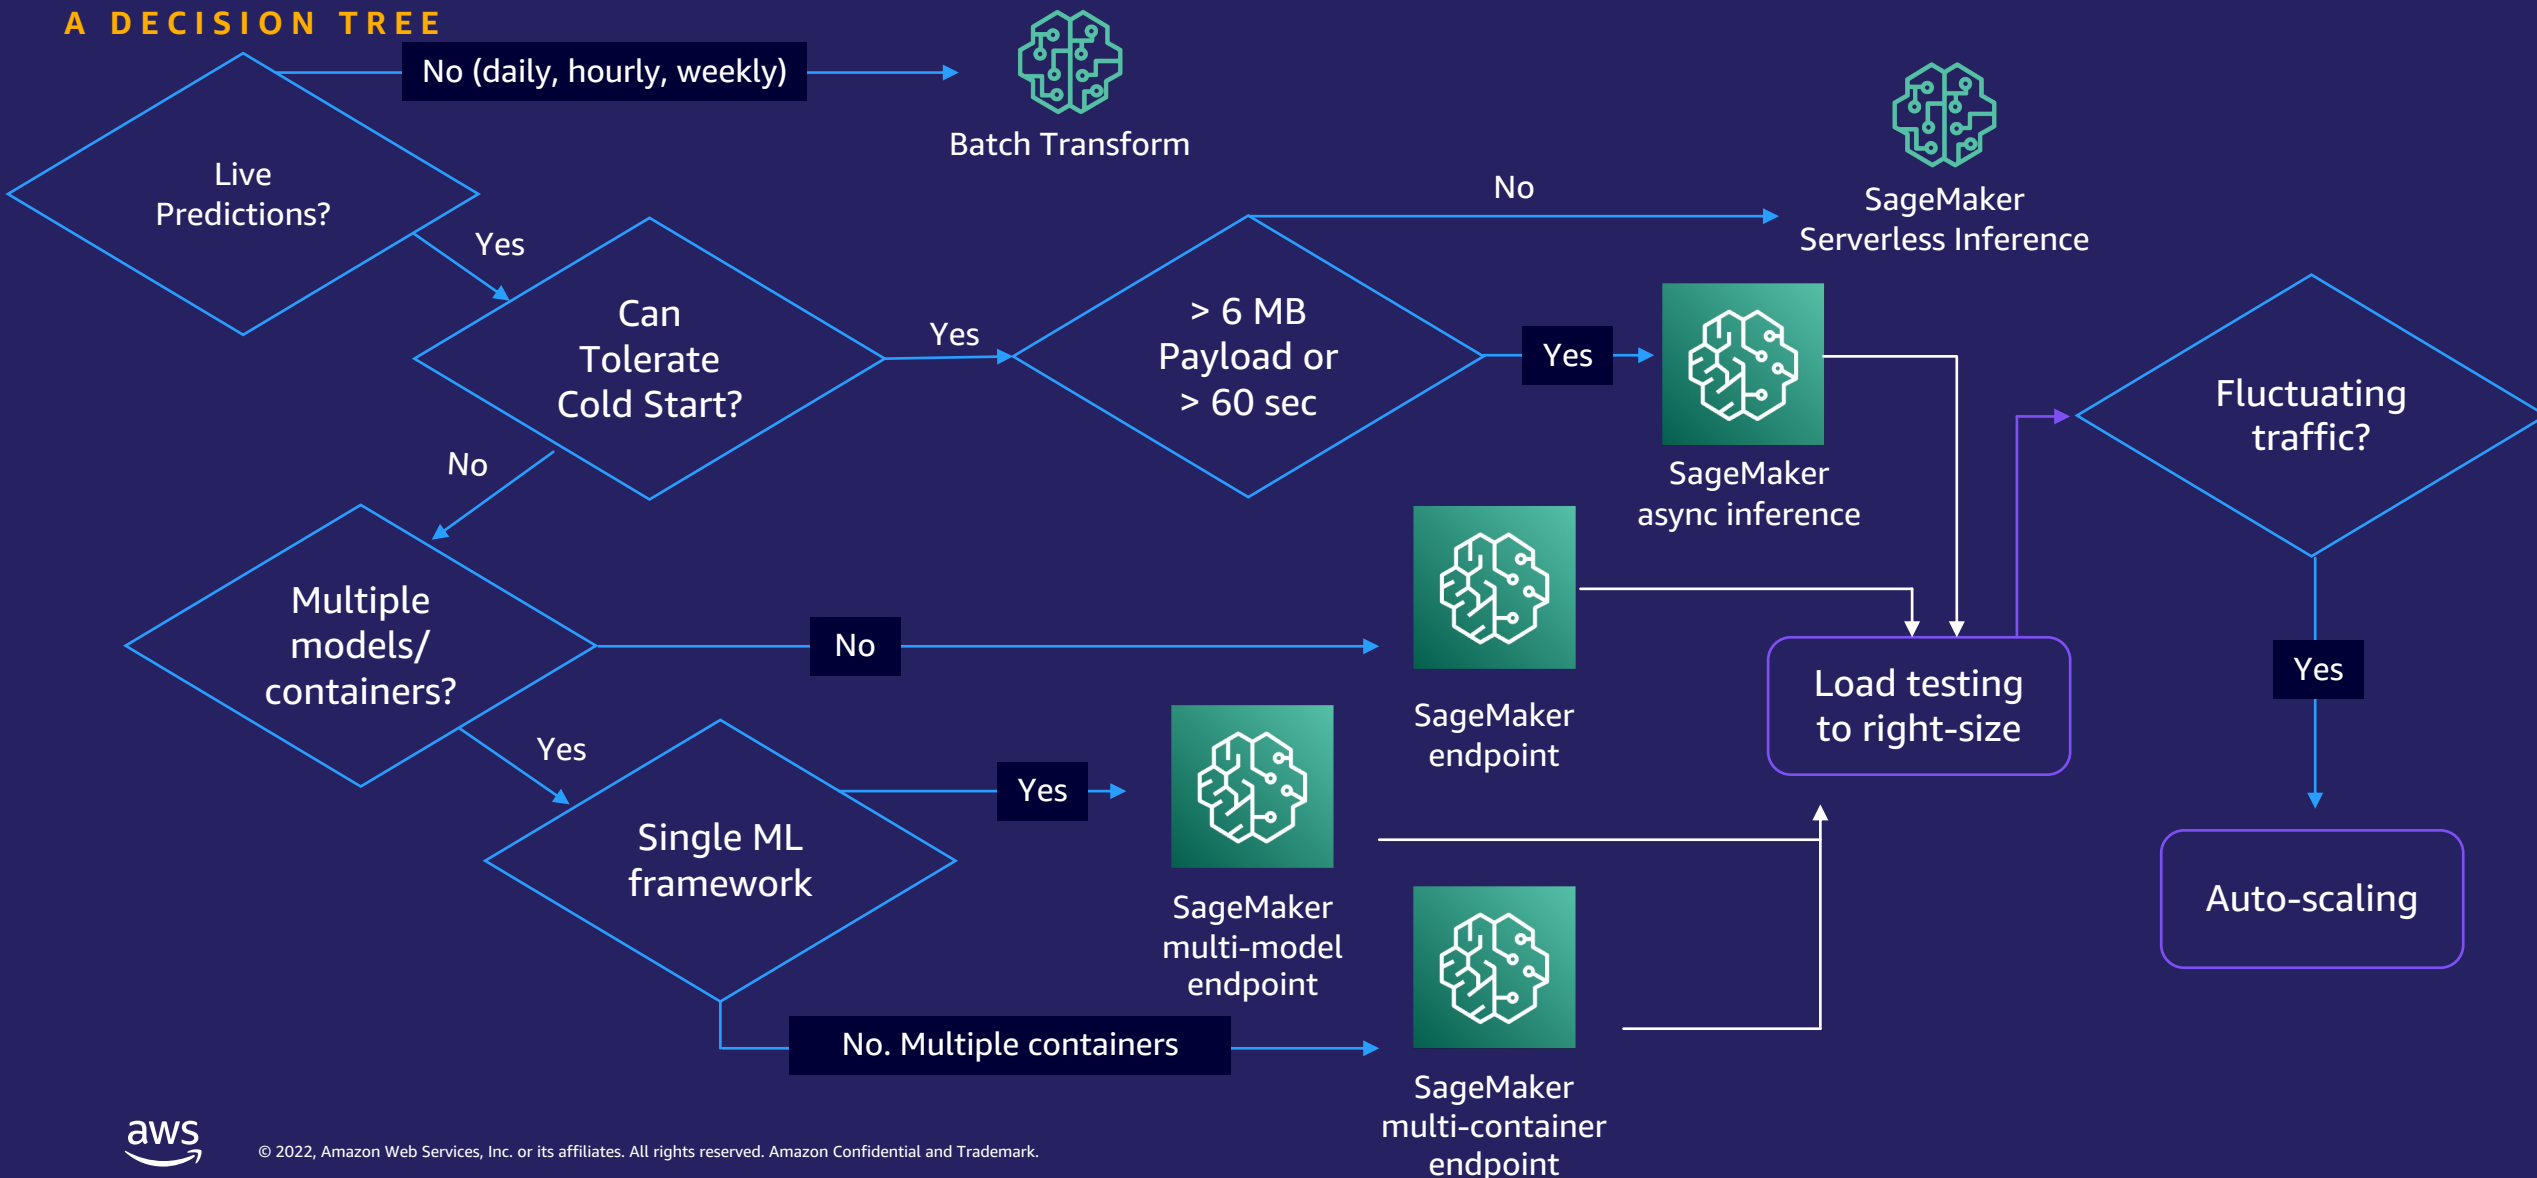 A DECISION TREE
No (daily, hourly, weekly)
Batch Transform
Live
Predictions?
Yes
No
SageMaker
Serverless Inference
Can
Tolerate
Cold Start?
Yes
> 6 MB
Payload or
> 60 sec
Yes
SageMaker
async inference
Fluctuating
traffic?
No
Multiple
models/
containers?
No
SageMaker
endpoint
Load testing
to right-size
Yes
Yes
Single ML
framework
Yes
SageMaker
multi-model
endpoint
Auto-scaling
No. Multiple containers
SageMaker
multi-container
endpoint
aws
© 2022, Amazon Web Services, Inc. or its affiliates. All rights reserved. Amazon Confidential and Trademark.